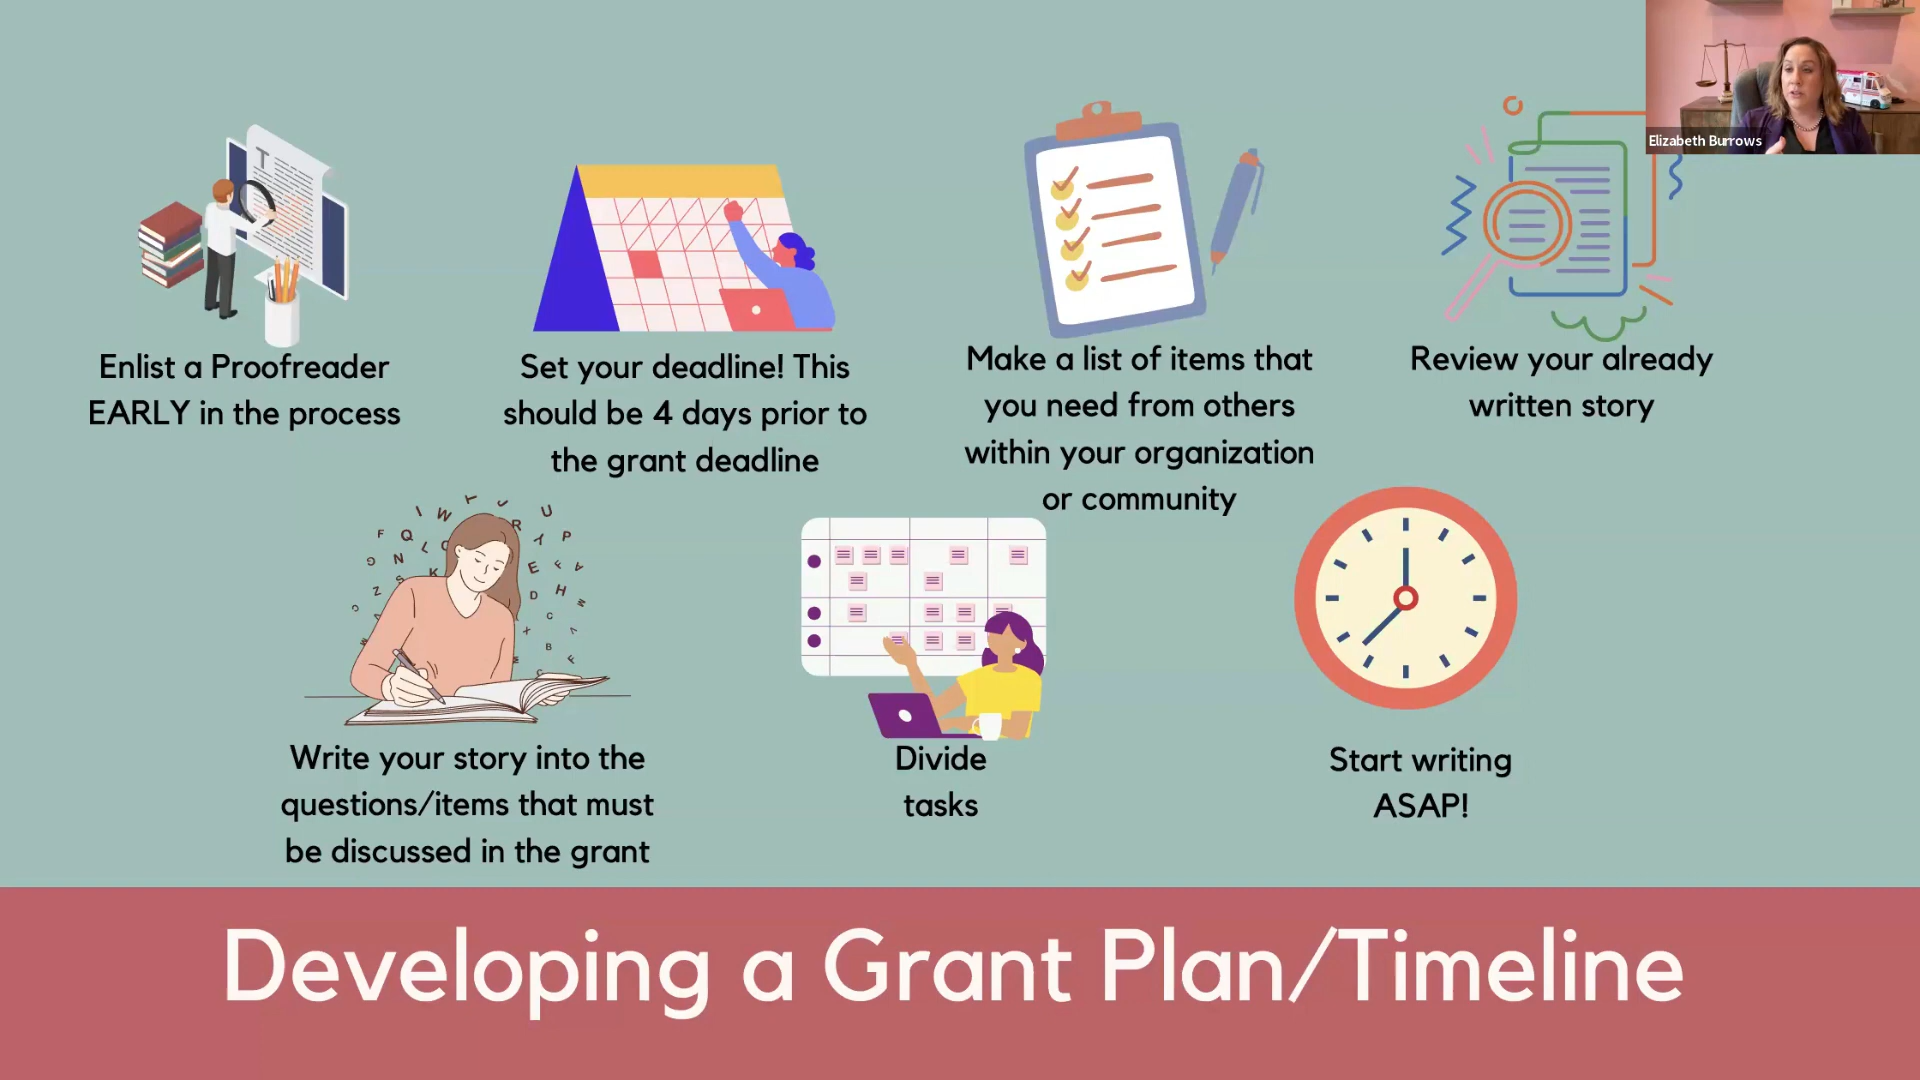 Elizabeth Burrows
Enlist a Proofreader
EARLY in the process
Set your deadline! This
should be 4 days prior to
the grant deadline
Make a list of items that
you need from others
within your organization
or community
Review your already
written story
Write your story into the
questions/items that must
be discussed in the grant
Divide
tasks
Start writing
ASAP!
Developing a Grant Plan/Timeline